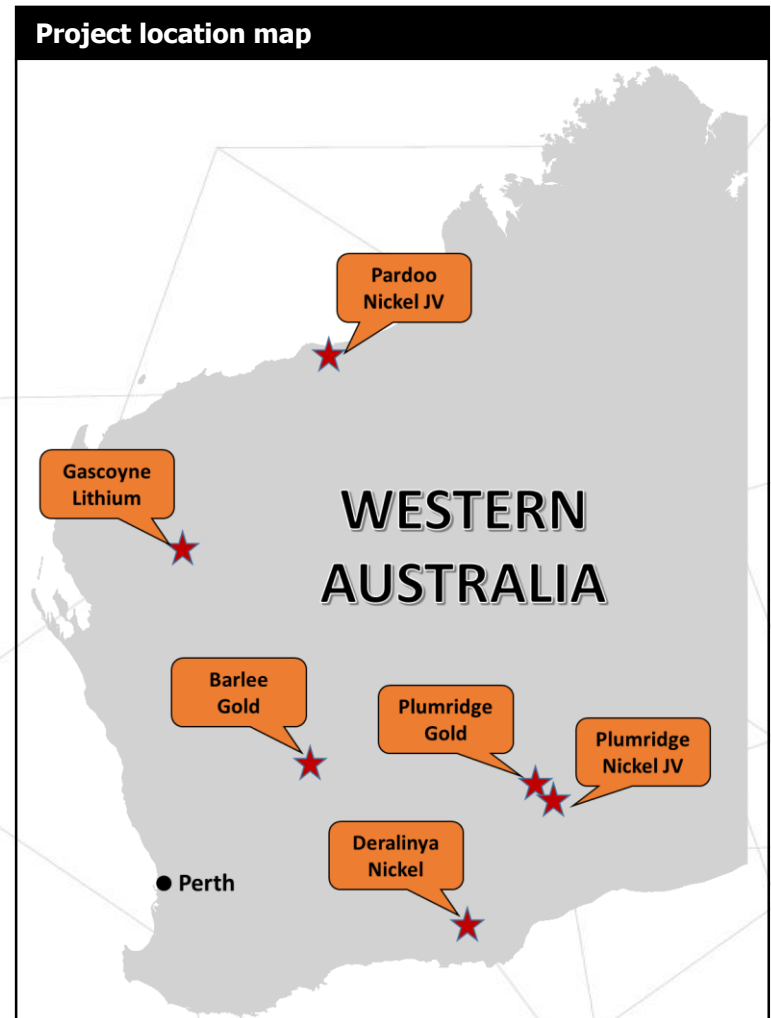 Project location map
Pardoo
Nickel JV
Gascoyne
Lithium
WESTERN
AUSTRALIA
Barlee
Gold
Plumridge
Gold
Plumridge
Nickel JV
Deralinya
Nickel
Perth